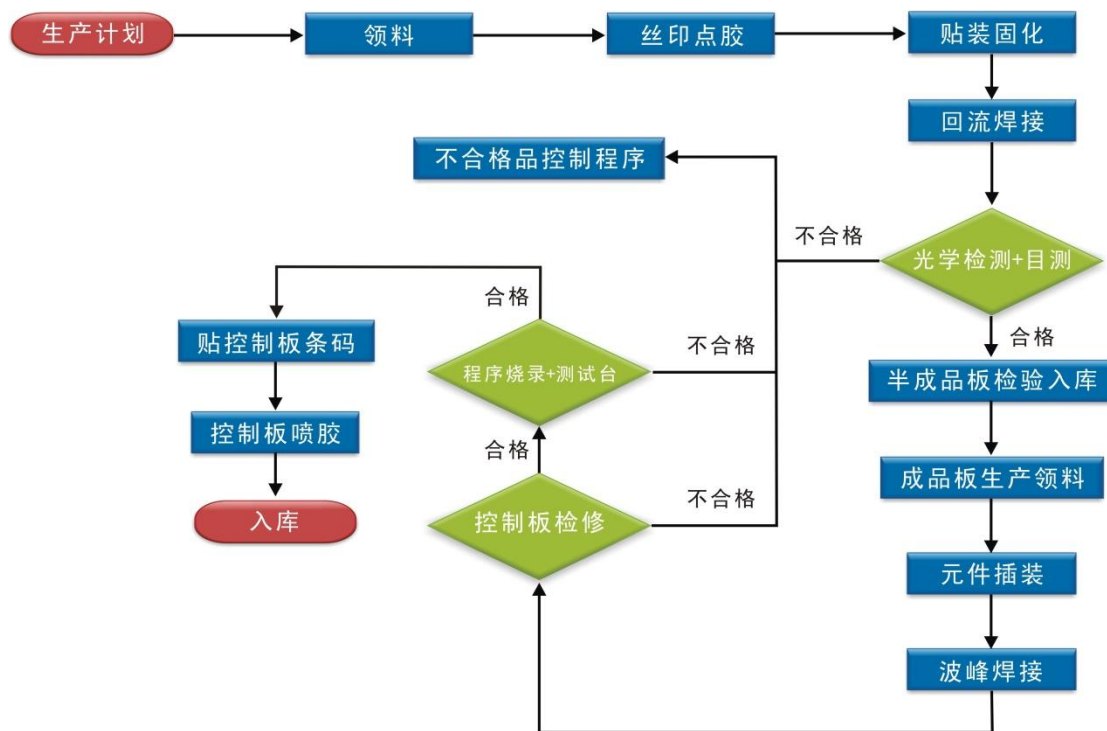 生产计划
领料
丝印点胶
贴装固化
回流焊接
不合格品控制程序
不合格
光学检测+目测
合格
合格
贴控制板条码
程序烧录+测试台
不合格
半成品板检验入库
控制板喷胶
合格
成品板生产领料
入库
控制板检修
不合格
元件插装
波峰焊接